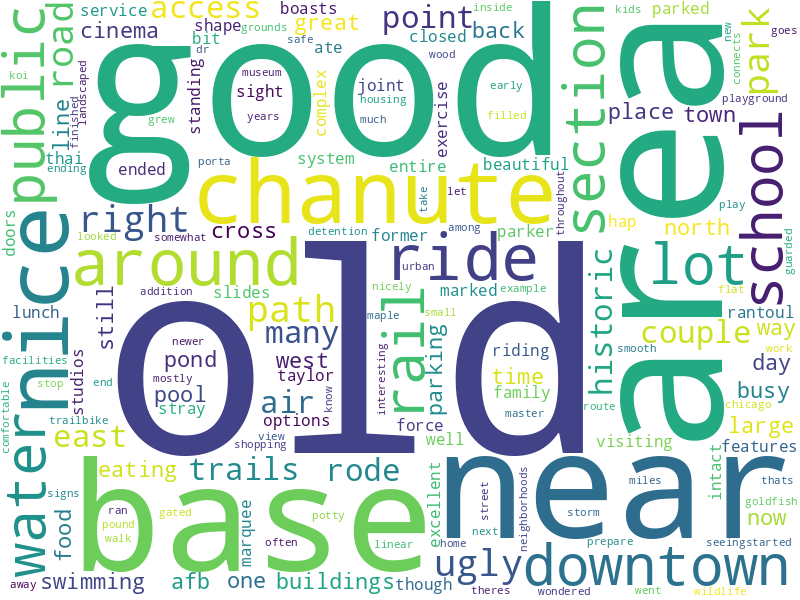 inside
kids
parked
new
goes
service
access
boasts
shape
grounds
safe
great
point
public
road
cinema
bit
ate
closed
back
dr
wood
koi
landscaped
finished
line
good
museum
sight
years
complex
joint
housing
much
early
filled
exercise
section
area
connects
park
playground
standing
grew
place
town
school
thai
ending
ended
porta
system
entire
beautiful
chanute
take
let
among
throughout
play
doors
water
nice
right
looked
somewhat
cross
detention
former
parker
hap
north
guarded
around
slides
addition
old
ride
urban
nicely
example
marked
historic
lot
flat
rantoul
lunch
still
path
many
maple
small
rail
interesting
parking
smooth
couple
way
work
facilities
studios
newer
pond
mostly
pool
stray
west
taylor
air
options
know
riding
time
family
master
route
chicago
day
busy
comfortable
stop
end
trailbike
view
shopping
force
well
visiting
large
features
east
eating
trails
rode
excellent
near
intact
miles
thats
signs
food
base
ran
pound
walk
gated
often
marquee
potty
linear
street
next
neighborhoods
storm
prepare
goldfish
now
seeingstarted
home
ugly
downtown
away
swimming
afb
one
buildings
though
theres
wondered
went
wildlife